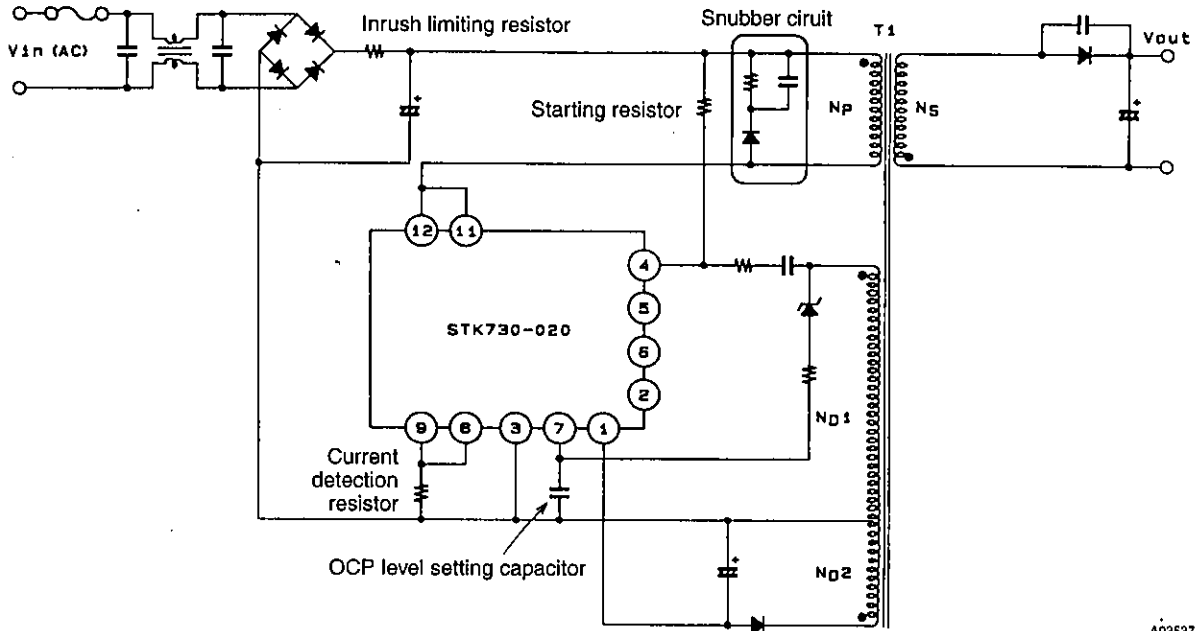 Inrush limiting resistor
Snubber ciruit
T1
Vin (AC)
Vout
Starting resistor
NP
NS
12
11
4
5
6
2
STK730-020
9
8
3
7
1
ND1
Current
detection
resistor
OCP level setting capacitor
ND2
A03527